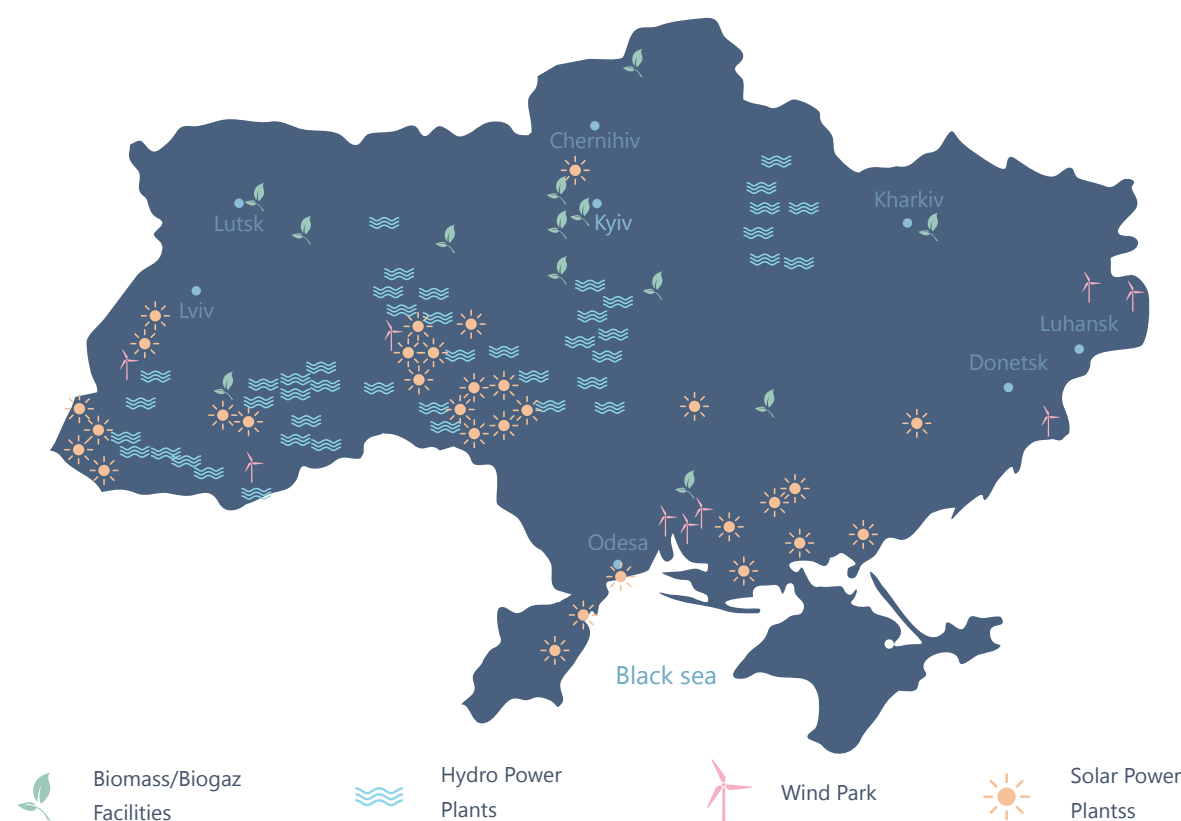 Chernihiv
Kharkiv
Lutsk
Kyiv
Lviv
Luhansk
Donetsk
Odesa
Black sea
Biomass/Biogaz
Facilities
Hydro Power
Plants
Wind Park
Solar Power
Plantss